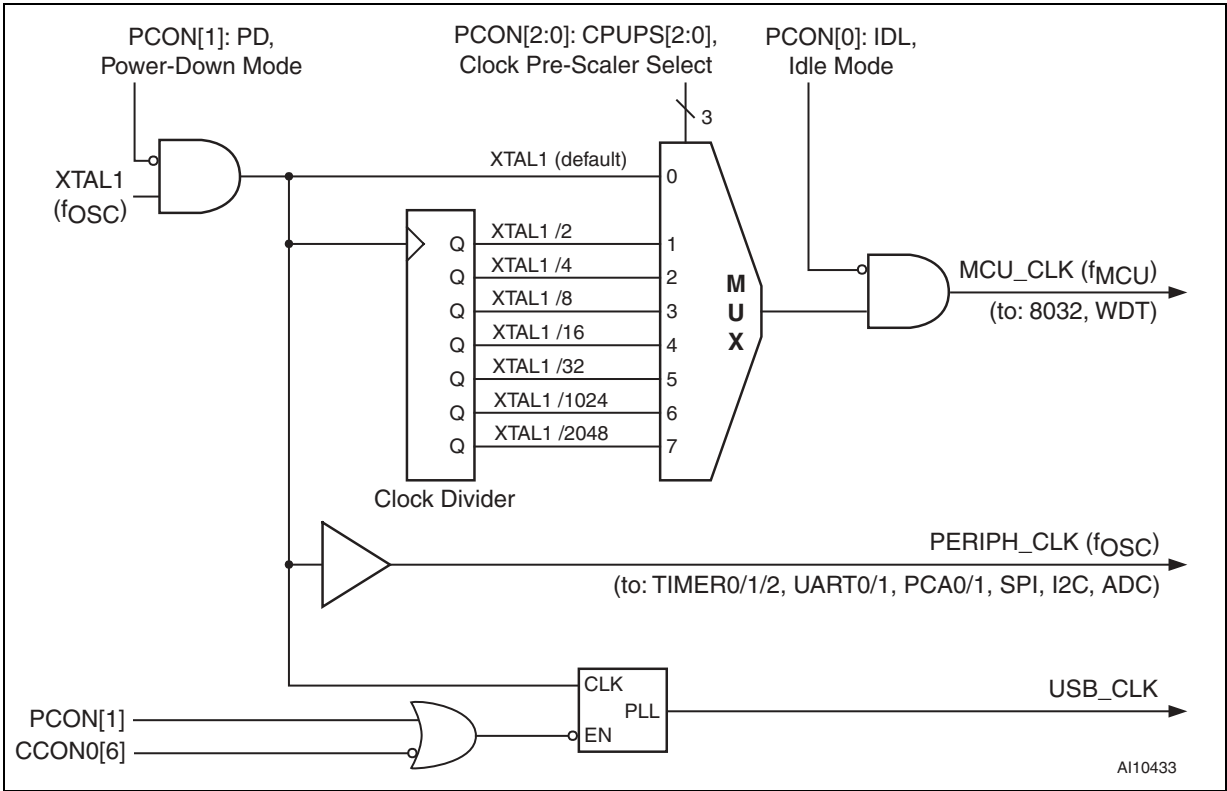 PCON[1]: PD,
Power-Down Mode
PCON[2:0]: CPUPS[2:0],
Clock Pre-Scaler Select
PCON[0]: IDL,
Idle Mode
3
XTAL1
(fOSC)
XTAL1 (default)
0
Q
XTAL1 /2
1
Q
XTAL1 /4
2
Q
XTAL1 /8
3
Q
XTAL1 /16
4
Q
XTAL1 /32
5
Q
XTAL1 /1024
6
Q
XTAL1 /2048
7
M
U
X
Clock Divider
MCU_CLK (fMCU)
(to: 8032, WDT)
PERIPH_CLK (fOSC)
(to: TIMER0/1/2, UART0/1, PCA0/1, SPI, I2C, ADC)
CLK
PLL
EN
USB_CLK
PCON[1]
CCON0[6]
AI10433